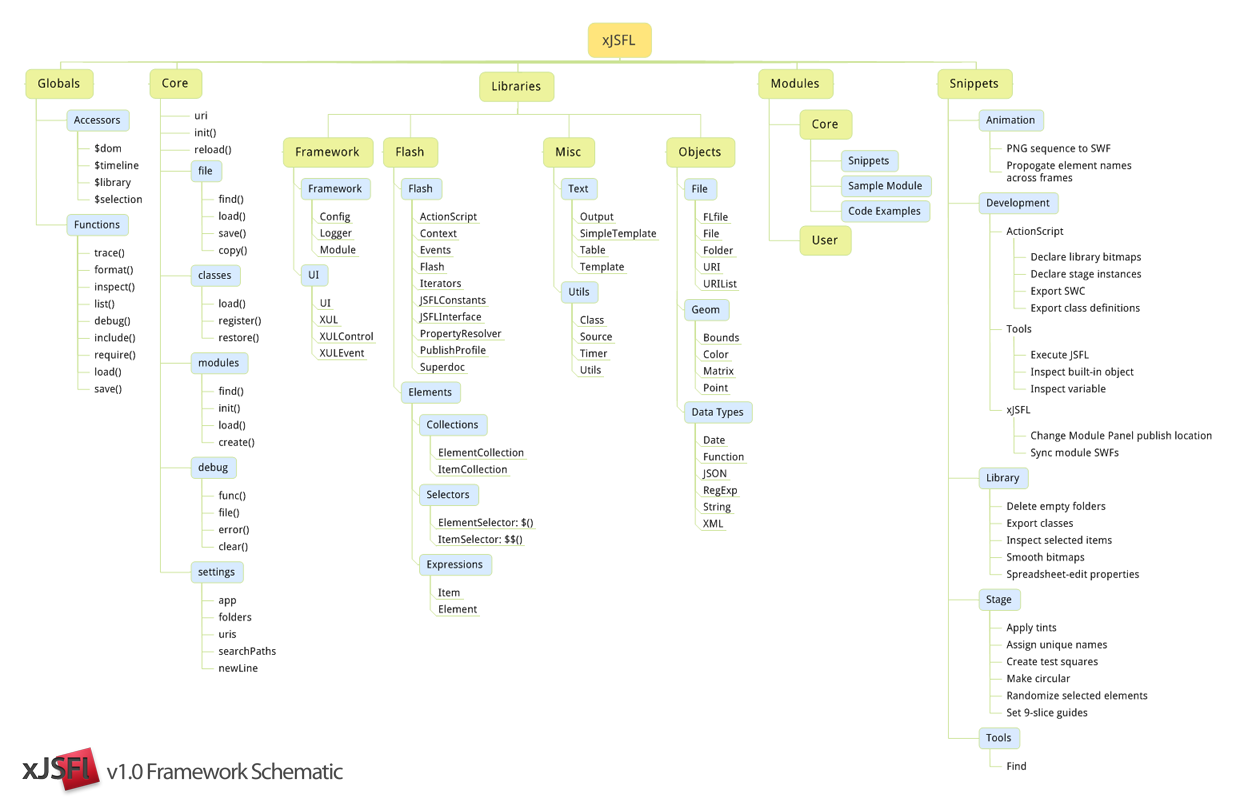 xJSFL
Globals
Accessors
$dom
$timeline
$library
$selection
Functions
trace()
format()
inspect()
list()
debug()
include()
require()
load()
save()
Core
uri
init()
reload()
file
find()
load()
save()
copy()
classes
load()
register()
restore()
modules
find()
init()
load()
create()
debug
func()
file()
error()
clear()
settings
app
folders
uris
searchPaths
newLine
Libraries
Framework
Framework
Config
Logger
Module
UI
UI
XUL
XULControl
XULEvent
Flash
Flash
ActionScript
Context
Events
Flash
Iterators
JSFLConstants
JSFLInterface
PropertyResolver
PublishProfile
Superdoc
Elements
Collections
ElementCollection
ItemCollection
Selectors
ElementSelector: $()
ItemSelector: $$()
Expressions
Item
Element
Misc
Text
Output
SimpleTemplate
Table
Template
Utils
Class
Source
Timer
Utils
Objects
File
FLfile
File
Folder
URI
URIList
Geom
Bounds
Color
Matrix
Point
Data Types
Date
Function
JSON
RegExp
String
XML
Modules
Core
Snippets
Sample Module
Code Examples
User
Snippets
Animation
PNG sequence to SWF
Propogate element names
across frames
Development
ActionScript
Declare library bitmaps
Declare stage instances
Export SWC
Export class definitions
Tools
Execute JSFL
Inspect built-in object
Inspect variable
xJSFL
Change Module Panel publish location
Sync module SWFs
Library
Delete empty folders
Export classes
Inspect selected items
Smooth bitmaps
Spreadsheet-edit properties
Stage
Apply tints
Assign unique names
Create test squares
Make circular
Randomize selected elements
Set 9-slice guides
Tools
Find
xJSFL v1.0 Framework Schematic